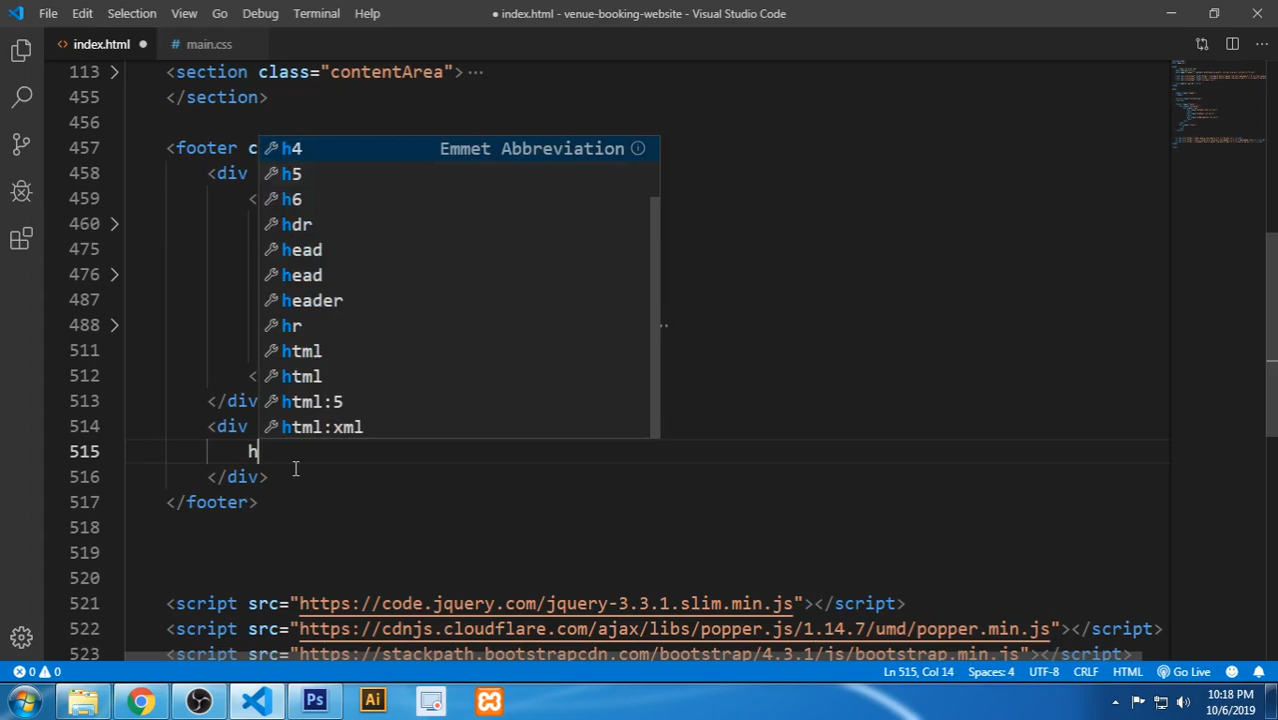 File Edit Selection View Go Debug Terminal Help ● index.html - venue-booking-website - Visual Studio Code
<> index.html ● # main.css
113 <section class="contentArea"> ···
455 </section>
456
457 <footer c
458 <div
459 <
460
475
476
487
488 ··
511
512 <
513 </div
514 <div
515 h
516 </div>
517 </footer>
518
519
520
521 <script src="https://code.jquery.com/jquery-3.3.1.slim.min.js"></script>
522 <script src="https://cdnjs.cloudflare.com/ajax/libs/popper.js/1.14.7/umd/popper.min.js"></script>
523 <script src="https://stackpath.bootstrapcdn.com/bootstrap/4.3.1/js/bootstrap.min.js"></script>
h4 Emmet Abbreviation
h5
h6
hdr
head
head
header
hr
html
html
html:5
html:xml
0 0 Ln 515, Col 14 Spaces: 4 UTF-8 CRLF HTML Go Live
Ps Ai
10:18 PM
10/6/2019